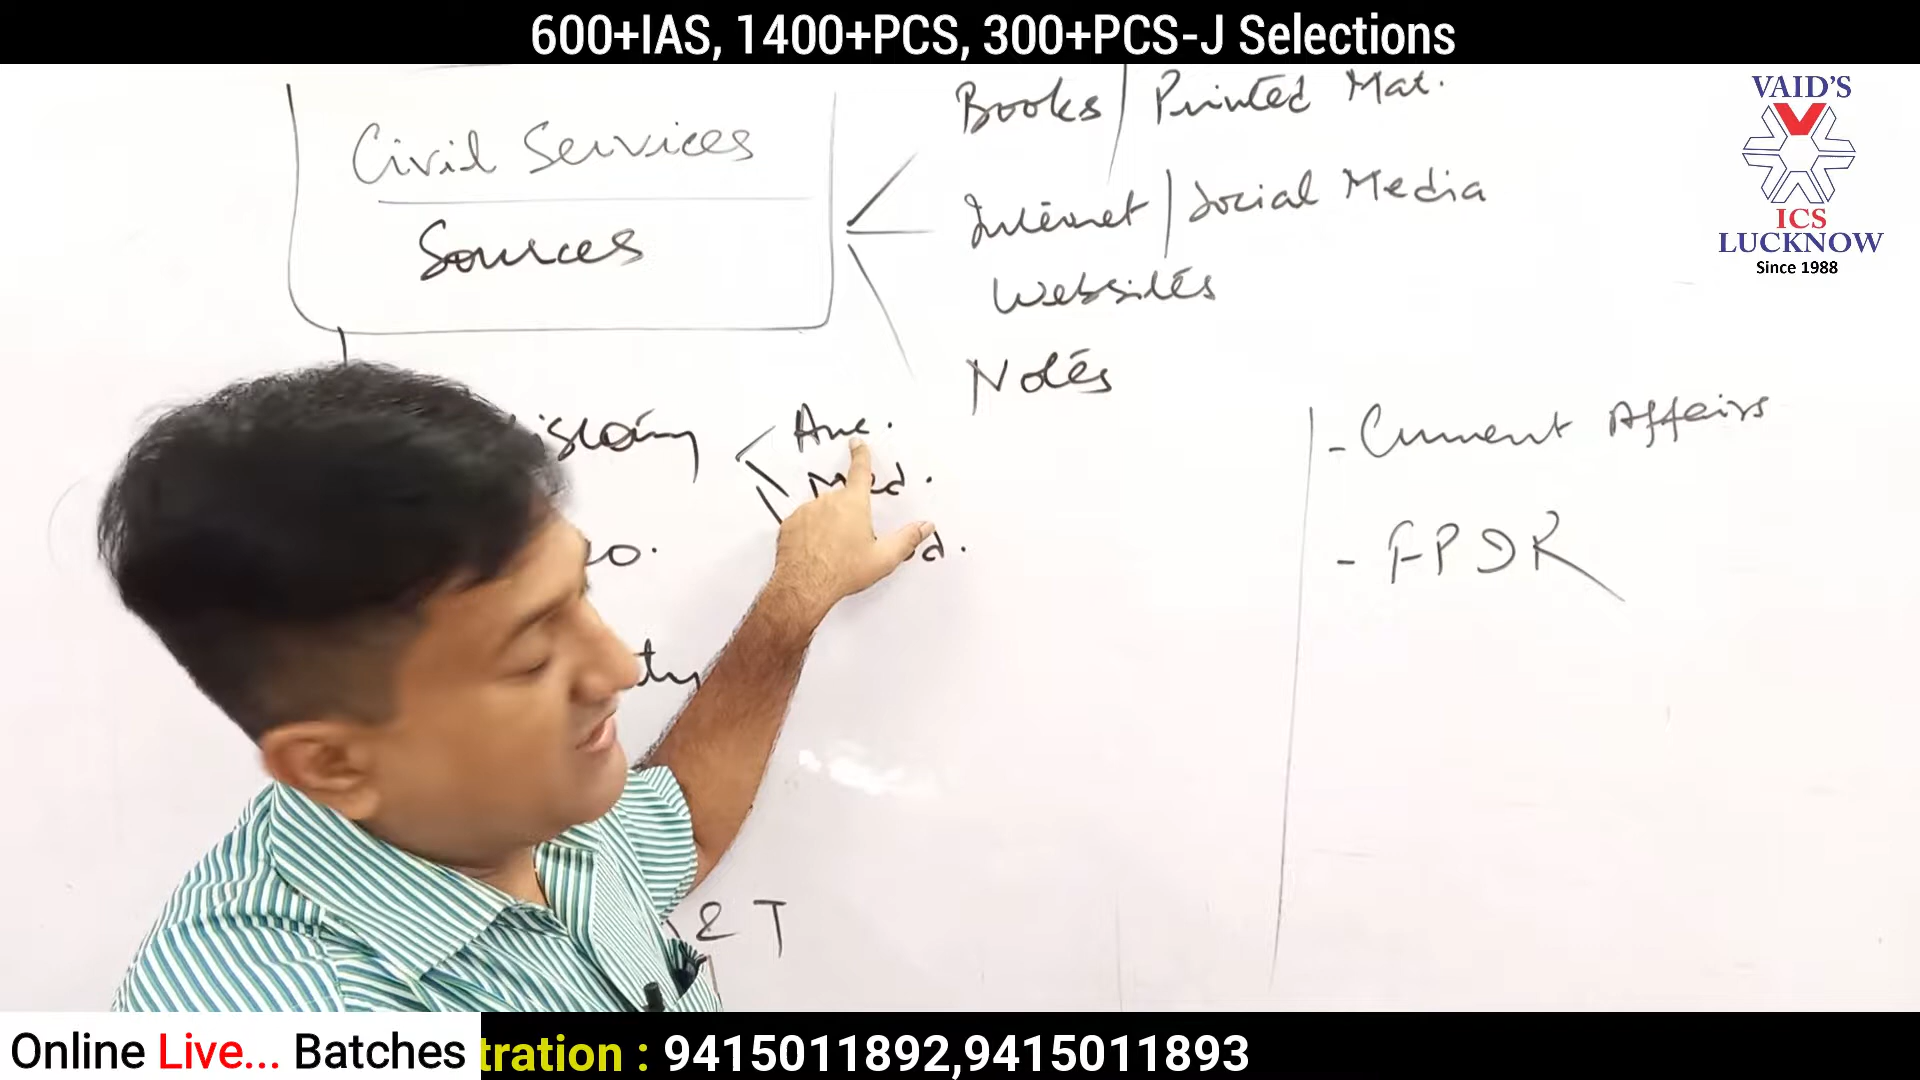 600+IAS, 1400+PCS, 300+PCS-J Selections
VAID'S
ICS
LUCKNOW
Since 1988
Civil Services
Sources
Books / Printed Mat.
Internet / Social Media
Websites
Notes
Anc.
Med.
- Current Affairs
- FPDR
&T
Online Live... Batches
tration : 9415011892,9415011893